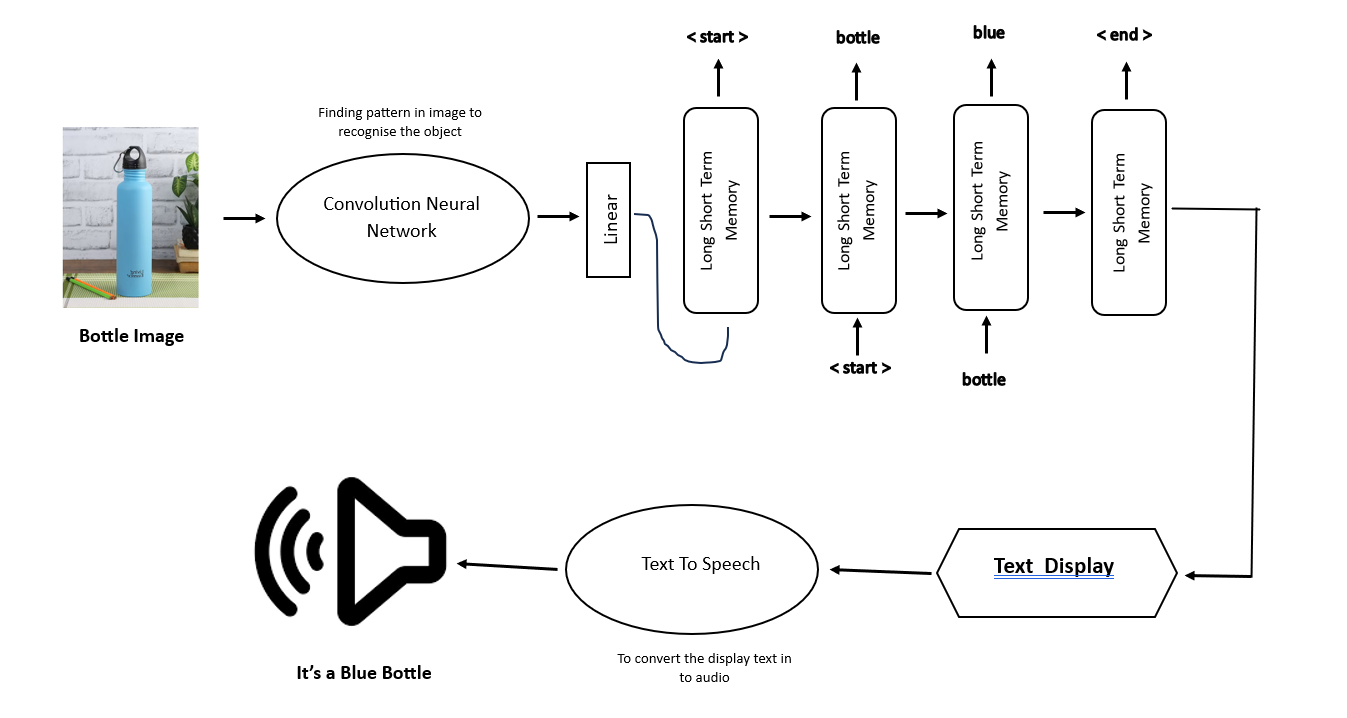 < start >
bottle
blue
< end >
Finding pattern in image to
recognise the object
Convolution Neural
Network
Linear
Long Short Term
Memory
Long Short Term
Memory
Long Short Term
Memory
Long Short Term
Memory
Bottle Image
< start >
bottle
Text Display
Text To Speech
To convert the display text in
to audio
It's a Blue Bottle